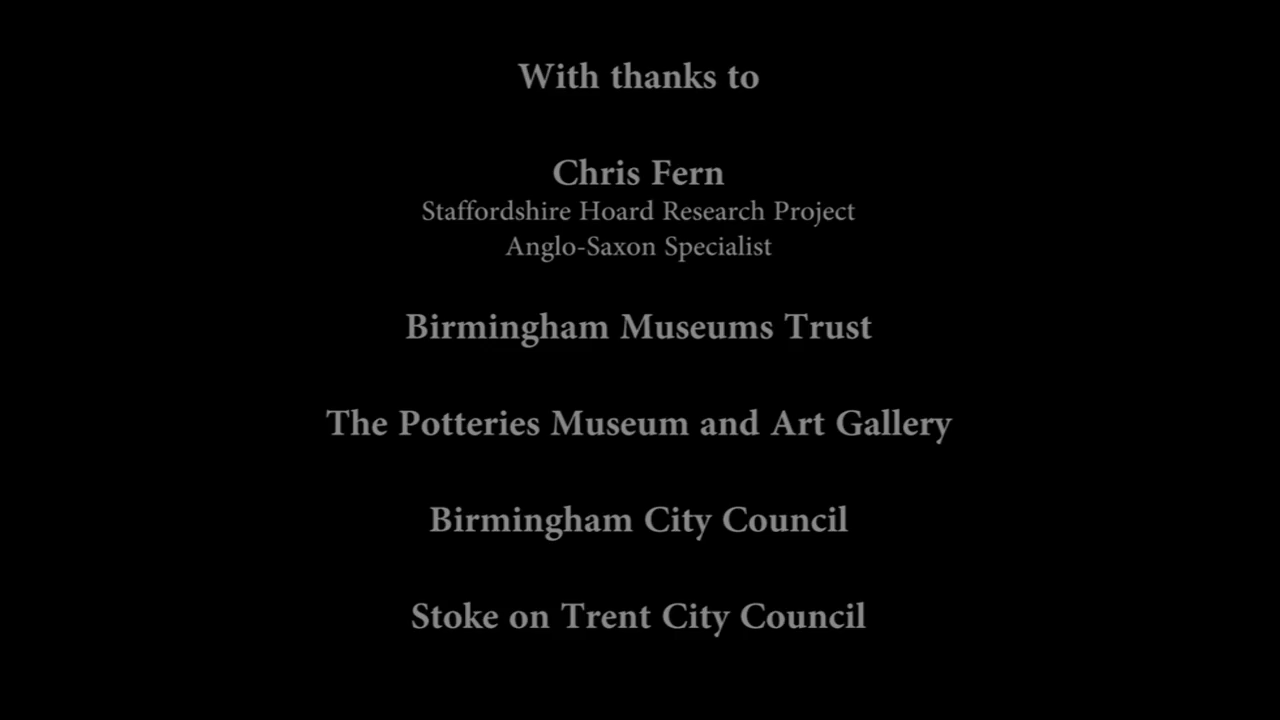 With thanks to
Chris Fern
Staffordshire Hoard Research Project
Anglo-Saxon Specialist
Birmingham Museums Trust
The Potteries Museum and Art Gallery
Birmingham City Council
Stoke on Trent City Council